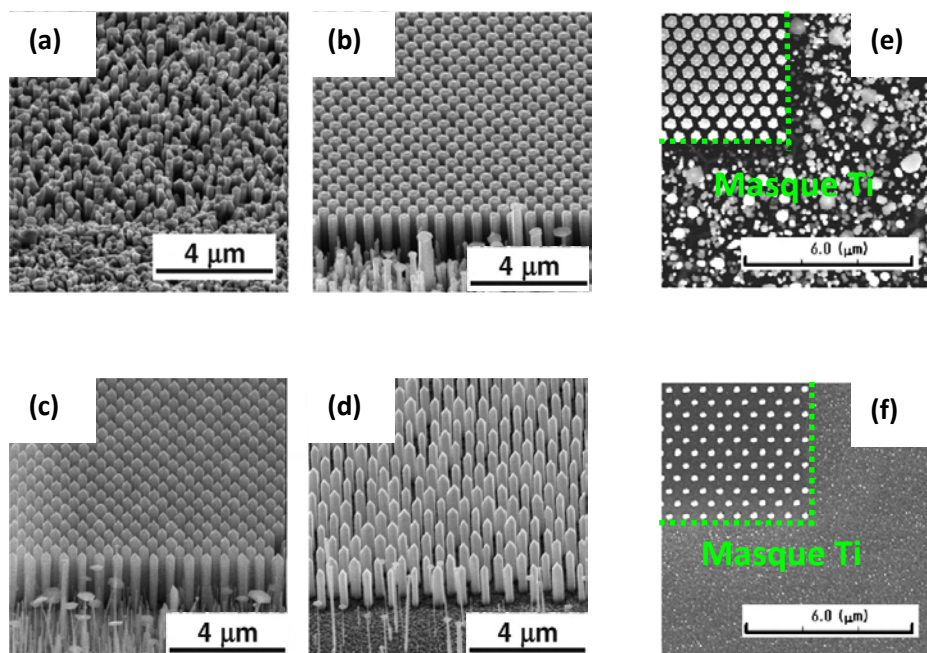 (a)
(b)
(e)
4 µm
4 µm
Masque Ti
6.0 (µm)
(c)
(d)
(f)
4 µm
4 µm
Masque Ti
6.0 (µm)